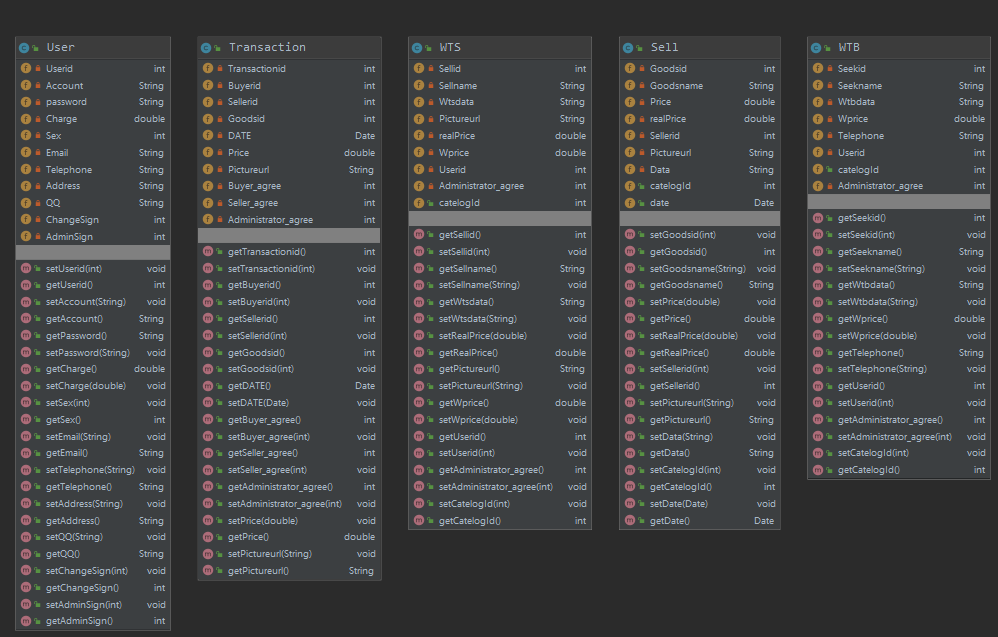 User
Userid int
Account String
password String
Charge double
Sex int
Email String
Telephone String
Address String
QQ String
ChangeSign int
AdminSign int
setUserid(int) void
getUserid() int
setAccount(String) void
getAccount() String
getPassword() String
setPassword(String) void
getCharge() double
setCharge(double) void
setSex(int) void
getSex() int
setEmail(String) void
getEmail() String
setTelephone(String) void
getTelephone() String
setAddress(String) void
getAddress() String
setQQ(String) void
getQQ() String
setChangeSign(int) void
getChangeSign() int
setAdminSign(int) void
getAdminSign() int
Transaction
Transactionid int
Buyerid int
Sellerid int
Goodsid int
DATE Date
Price double
Pictureurl String
Buyer_agree int
Seller_agree int
Administrator_agree int
getTransactionid() int
setTransactionid(int) void
getBuyerid() int
setBuyerid(int) void
getSellerid() int
setSellerid(int) void
getGoodsid() int
setGoodsid(int) void
getDATE() Date
setDATE(Date) void
getBuyer_agree() int
setBuyer_agree(int) void
getSeller_agree() int
setSeller_agree(int) void
getAdministrator_agree() int
setAdministrator_agree(int) void
setPrice(double) void
getPrice() double
setPictureurl(String) void
getPictureurl() String
WTS
Sellid int
Sellname String
Wtsdata String
Pictureurl String
realPrice double
Wprice double
Userid int
Administrator_agree int
catelogId int
getSellid() int
setSellid(int) void
getSellname() String
setSellname(String) void
getWtsdata() String
setWtsdata(String) void
setRealPrice(double) void
getRealPrice() double
getPictureurl() String
setPictureurl(String) void
getWprice() double
setWprice(double) void
getUserid() int
setUserid(int) void
getAdministrator_agree() int
setAdministrator_agree(int) void
setCatelogId(int) void
getCatelogId() int
Sell
Goodsid int
Goodsname String
Price double
realPrice double
Sellerid int
Pictureurl String
Data String
catelogId int
date Date
setGoodsid(int) void
getGoodsid() int
setGoodsname(String) void
getGoodsname() String
setPrice(double) void
getPrice() double
setRealPrice(double) void
getRealPrice() double
setSellerid(int) void
getSellerid() int
setPictureurl(String) void
getPictureurl() String
setData(String) void
getData() String
setCatelogId(int) void
getCatelogId() int
setDate(Date) void
getDate() Date
WTB
Seekid int
Seekname String
Wtbdata String
Wprice double
Telephone String
Userid int
catelogId int
Administrator_agree int
getSeekid() int
setSeekid(int) void
getSeekname() String
setSeekname(String) void
getWtbdata() String
setWtbdata(String) void
getWprice() double
setWprice(double) void
getTelephone() String
setTelephone(String) void
getUserid() int
setUserid(int) void
getAdministrator_agree() int
setAdministrator_agree(int) void
setCatelogId(int) void
getCatelogId() int